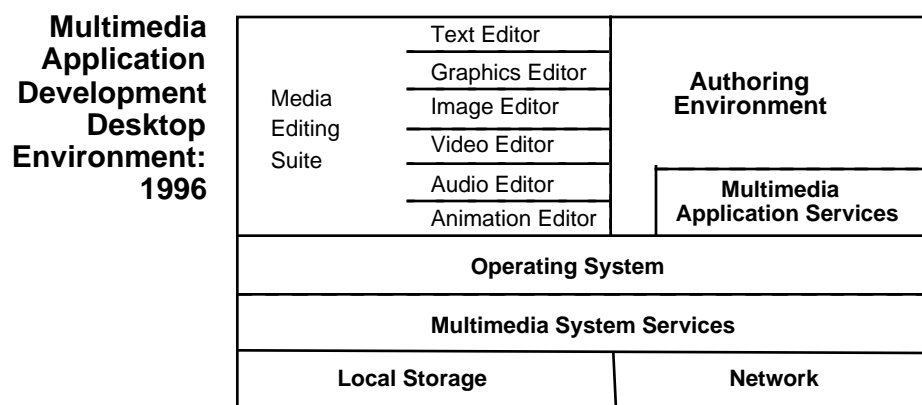 Multimedia
Application
Development
Desktop
Environment:
1996
Media
Editing
Suite
Text Editor
Graphics Editor
Image Editor
Video Editor
Audio Editor
Animation Editor
Authoring
Environment
Multimedia
Application Services
Operating System
Multimedia System Services
Local Storage
Network